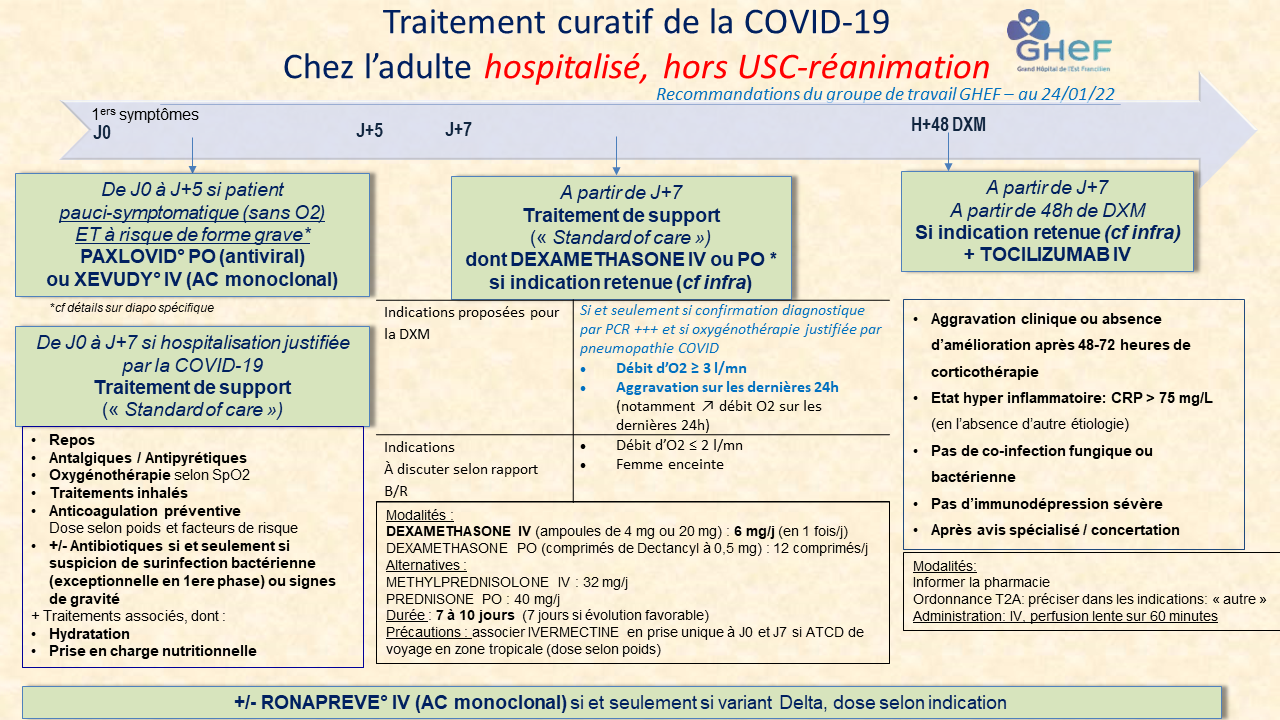 Traitement curatif de la COVID-19
Chez l’adulte hospitalisé, hors USC-réanimation
GHEF
Grand Hôpital de l'Est Francilien
Recommandations du groupe de travail GHEF – au 24/01/22
1ers symptômes
J0
J+5
J+7
H+48 DXM
De J0 à J+5 si patient
pauci-symptomatique (sans O2)
ET à risque de forme grave*
PAXLOVID° PO (antiviral)
ou XEVUDY° IV (AC monoclonal)
*cf détails sur diapo spécifique
De J0 à J+7 si hospitalisation justifiée
par la COVID-19
Traitement de support
(« Standard of care »)
• Repos
• Antalgiques / Antipyrétiques
• Oxygénothérapie selon SpO2
• Traitements inhalés
• Anticoagulation préventive
Dose selon poids et facteurs de risque
• +/- Antibiotiques si et seulement si
suspicion de surinfection bactérienne
(exceptionnelle en 1ere phase) ou signes
de gravité
+ Traitements associés, dont :
• Hydratation
• Prise en charge nutritionnelle
A partir de J+7
Traitement de support
(« Standard of care »)
dont DEXAMETHASONE IV ou PO *
si indication retenue (cf infra)
Indications proposées pour
la DXM
Si et seulement si confirmation diagnostique
par PCR +++ et si oxygénothérapie justifiée par
pneumopathie COVID
• Débit d’O2 ≥ 3 l/mn
• Aggravation sur les dernières 24h
(notamment ↗ débit O2 sur les
dernières 24h)
Indications
À discuter selon rapport
B/R
• Débit d’O2 ≤ 2 l/mn
• Femme enceinte
Modalités :
DEXAMETHASONE IV (ampoules de 4 mg ou 20 mg) : 6 mg/j (en 1 fois/j)
DEXAMETHASONE PO (comprimés de Dectancyl à 0,5 mg) : 12 comprimés/j
Alternatives :
METHYLPREDNISOLONE IV : 32 mg/j
PREDNISONE PO : 40 mg/j
Durée : 7 à 10 jours (7 jours si évolution favorable)
Précautions : associer IVERMECTINE en prise unique à J0 et J7 si ATCD de
voyage en zone tropicale (dose selon poids)
A partir de J+7
A partir de 48h de DXM
Si indication retenue (cf infra)
+ TOCILIZUMAB IV
• Aggravation clinique ou absence
d’amélioration après 48-72 heures de
corticothérapie
• Etat hyper inflammatoire: CRP > 75 mg/L
(en l’absence d’autre étiologie)
• Pas de co-infection fungique ou
bactérienne
• Pas d’immunodépression sévère
• Après avis spécialisé / concertation
Modalités:
Informer la pharmacie
Ordonnance T2A: préciser dans les indications: « autre »
Administration: IV, perfusion lente sur 60 minutes
+/- RONAPREVE° IV (AC monoclonal) si et seulement si variant Delta, dose selon indication